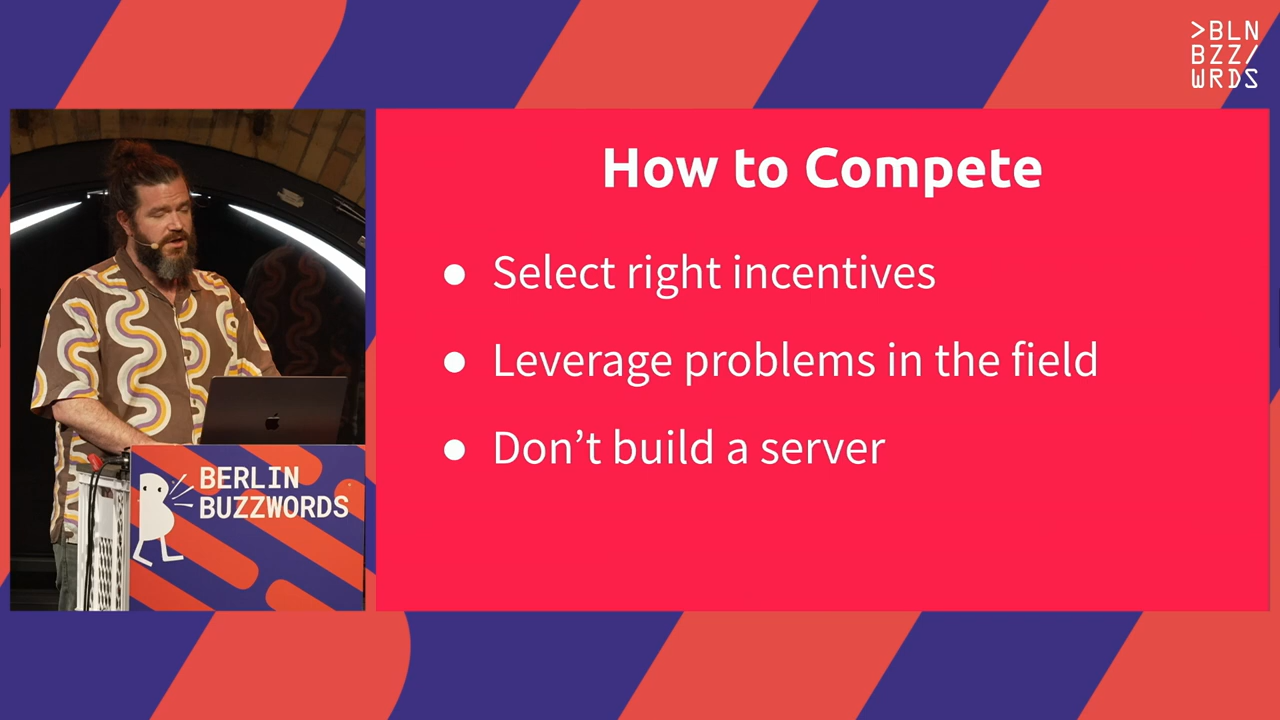 >BLN
BZZ/
WRDS
How to Compete
● Select right incentives
● Leverage problems in the field
● Don’t build a server
BERLIN
BUZZWORDS